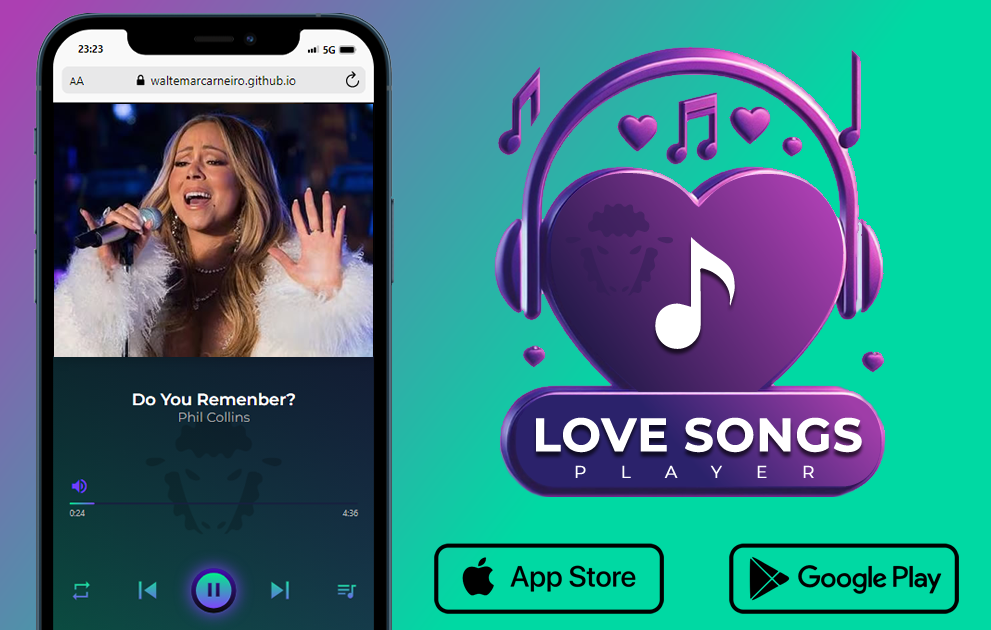 23:23
5G
AA
waltemarcarneiro.github.io
Do You Remenber?
Phil Collins
0:24
4:36
LOVE SONGS
PLAYER
App Store
Google Play